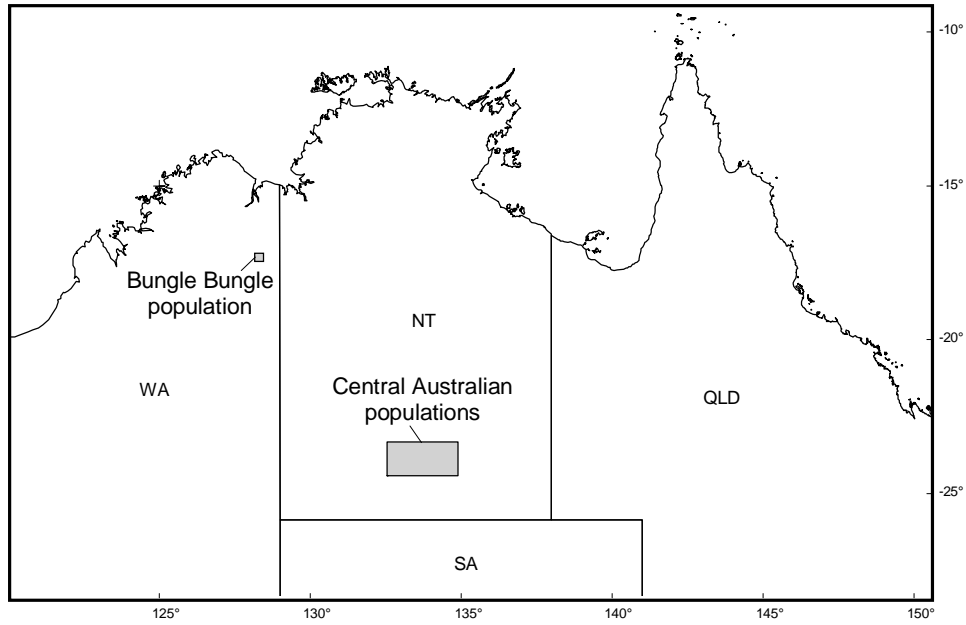 -10°
-15°
Bungle Bungle
population
NT
-20°
Central Australian
populations
WA
QLD
-25°
SA
125°
130°
135°
140°
145°
150°